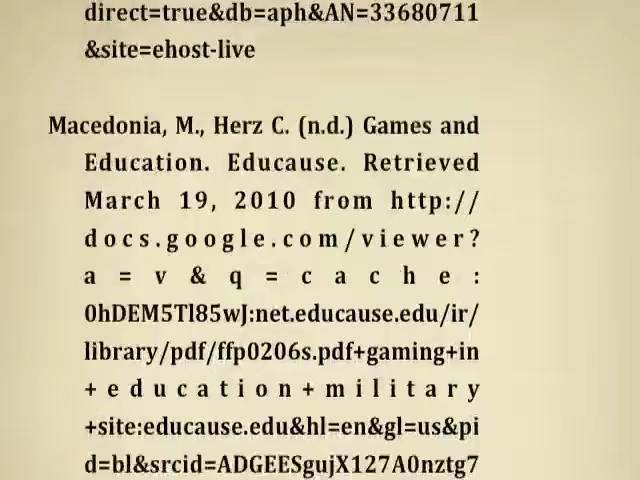 direct=true&db=aph&AN=33680711
&site=ehost-live
Macedonia, M., Herz C. (n.d.) Games and
Education. Educause. Retrieved
March 19, 2010 from http://
docs.google.com/viewer?
a=v&q=cache:
0hDEM5Tl85wJ:net.educause.edu/ir/
library/pdf/ffp0206s.pdf+gaming+in
+education+military
+site:educause.edu&hl=en&gl=us&pi
d=bl&srcid=ADGEESgujX127A0nztg7